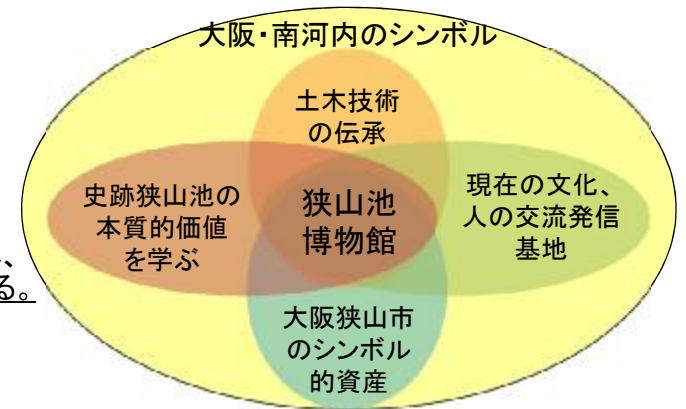 大阪・南河内のシンボル
土木技術
の伝承
史跡狭山池の
本質的価値
を学ぶ
狭山池
博物館
現在の文化、
人の交流発信
基地
、
る。
大阪狭山市
のシンボル
的資産